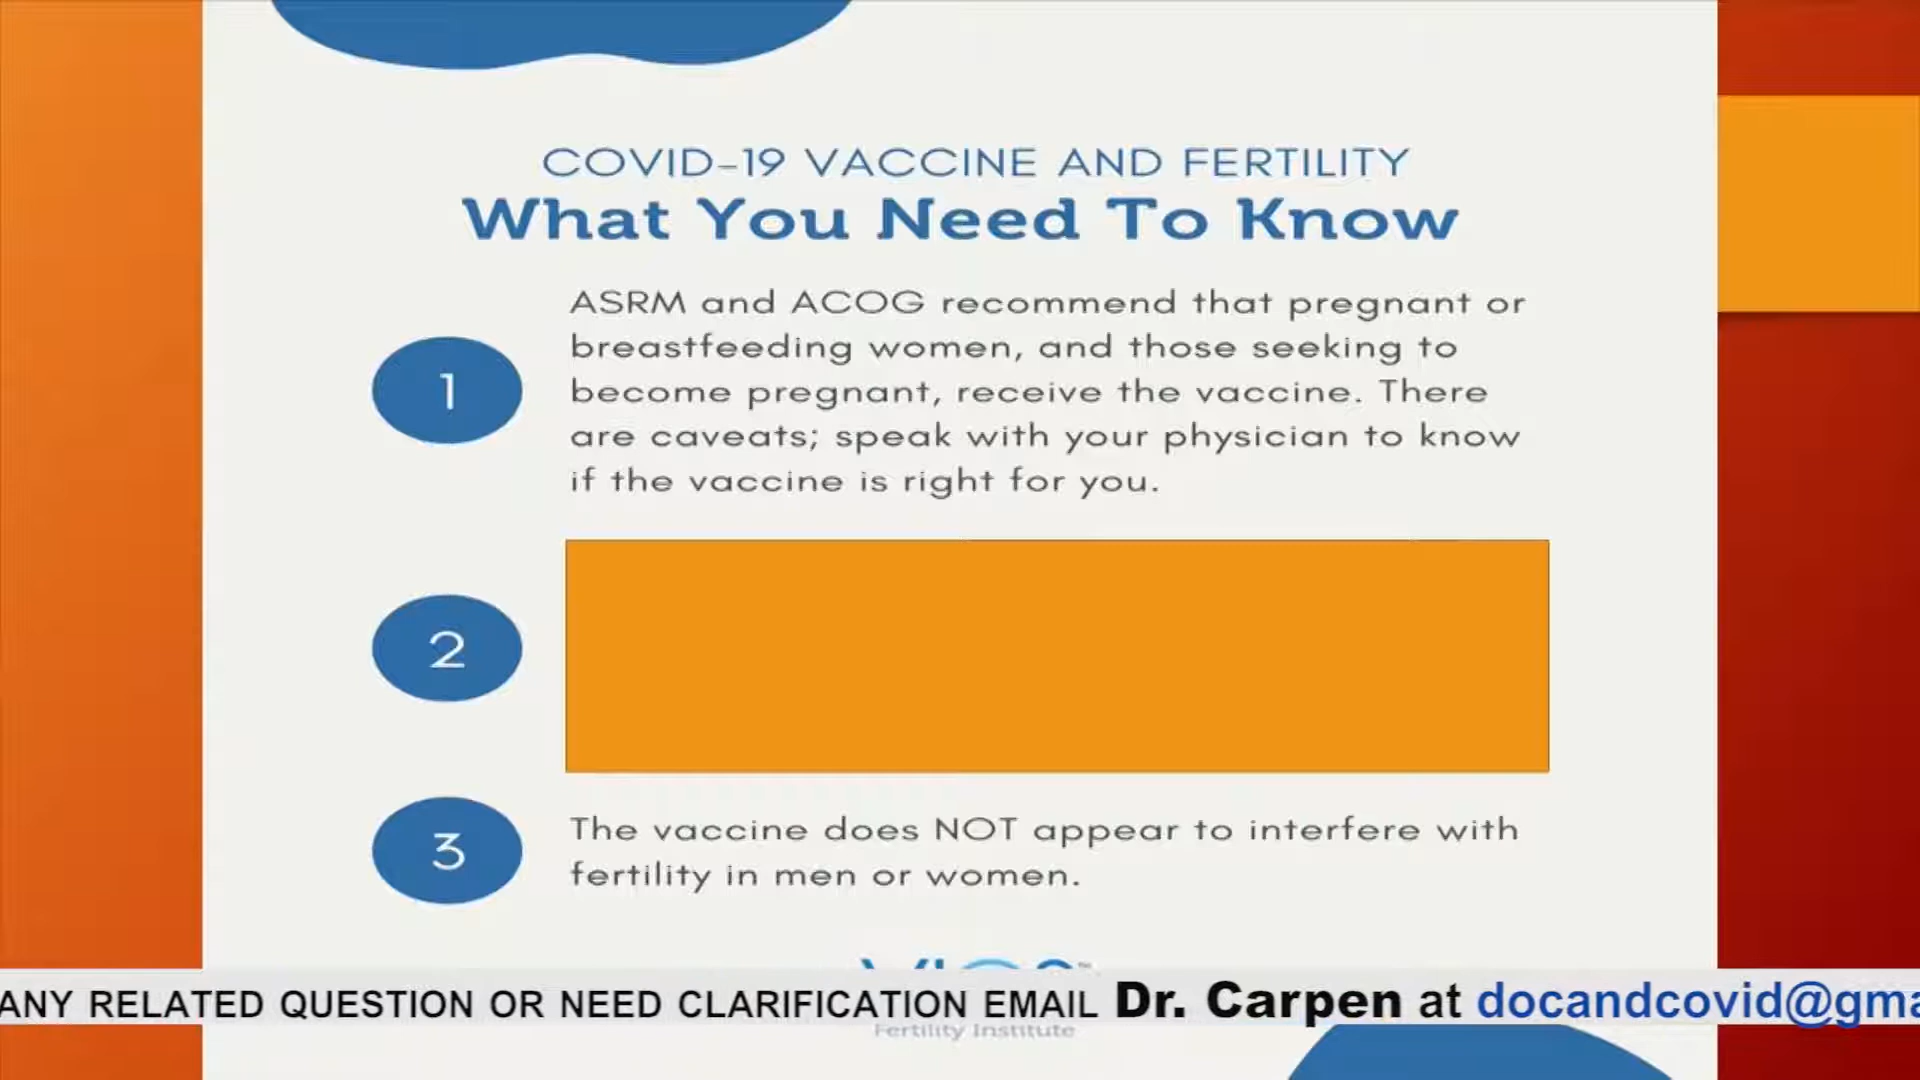 COVID-19 VACCINE AND FERTILITY
What You Need To Know
1
ASRM and ACOG recommend that pregnant or
breastfeeding women, and those seeking to
become pregnant, receive the vaccine. There
are caveats; speak with your physician to know
if the vaccine is right for you.
2
3
The vaccine does NOT appear to interfere with
fertility in men or women.
ANY RELATED QUESTION OR NEED CLARIFICATION EMAIL Dr. Carpen at docandcovid@gma
Fertility Institute